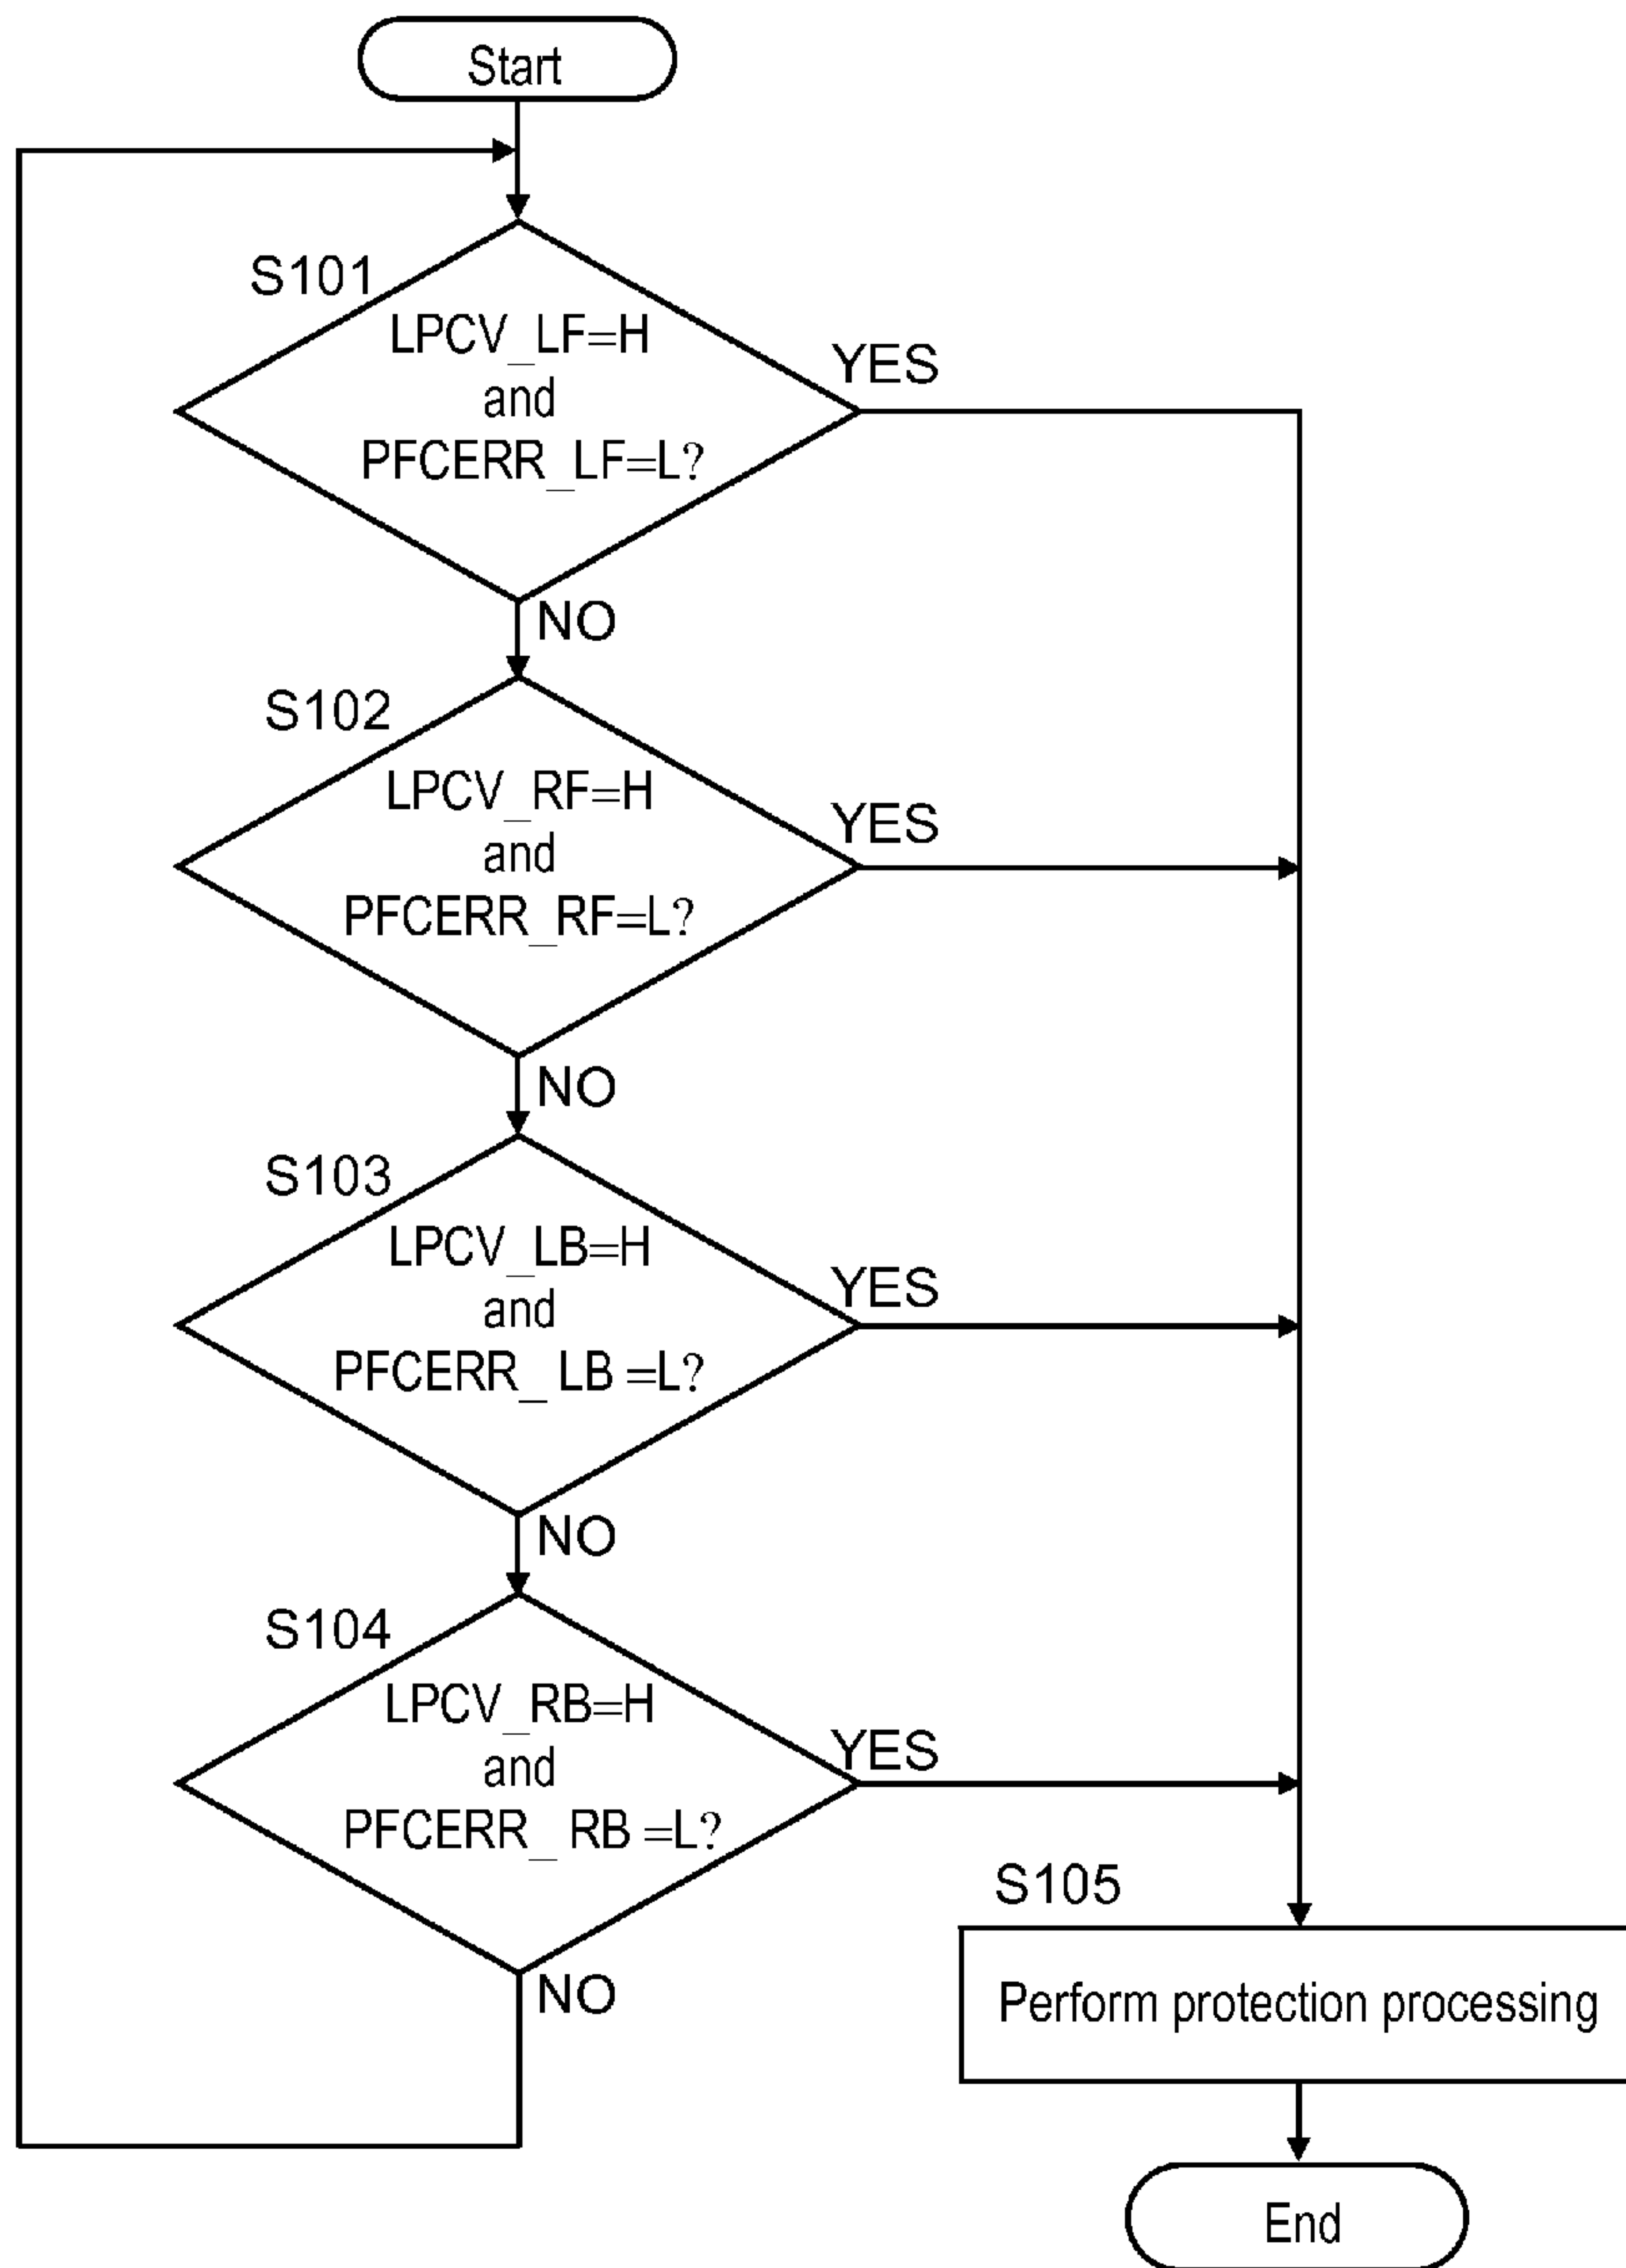 Start
S101
LPCV_LF=H
and
PFCERR_LF=L?
YES
NO
S102
LPCV_RF=H
and
PFCERR_RF=L?
YES
NO
S103
LPCV_LB=H
and
PFCERR_ LB =L?
YES
NO
S104
LPCV_RB=H
and
PFCERR_ RB =L?
YES
NO
S105
Perform protection processing
End